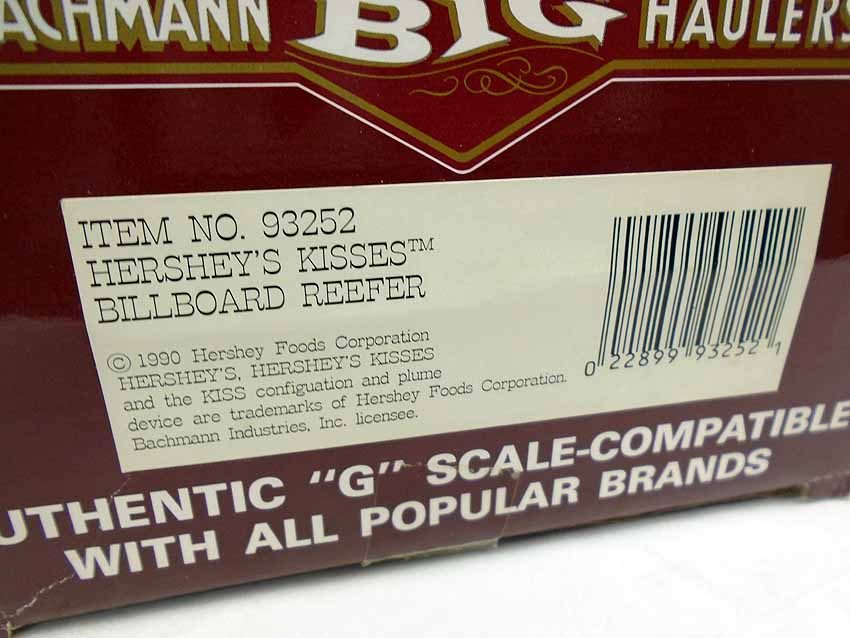 ACHMANN BIG HAULERS
ITEM NO. 93252
HERSHEY'S KISSES™
BILLBOARD REEFER
© 1990 Hershey Foods Corporation
HERSHEY'S, HERSHEY'S KISSES
and the KISS configuation and plume
device are trademarks of Hershey Foods Corporation.
Bachmann Industries, Inc. licensee.
0 22899 93252 1
UTHENTIC "G" SCALE-COMPATIBLE
WITH ALL POPULAR BRANDS